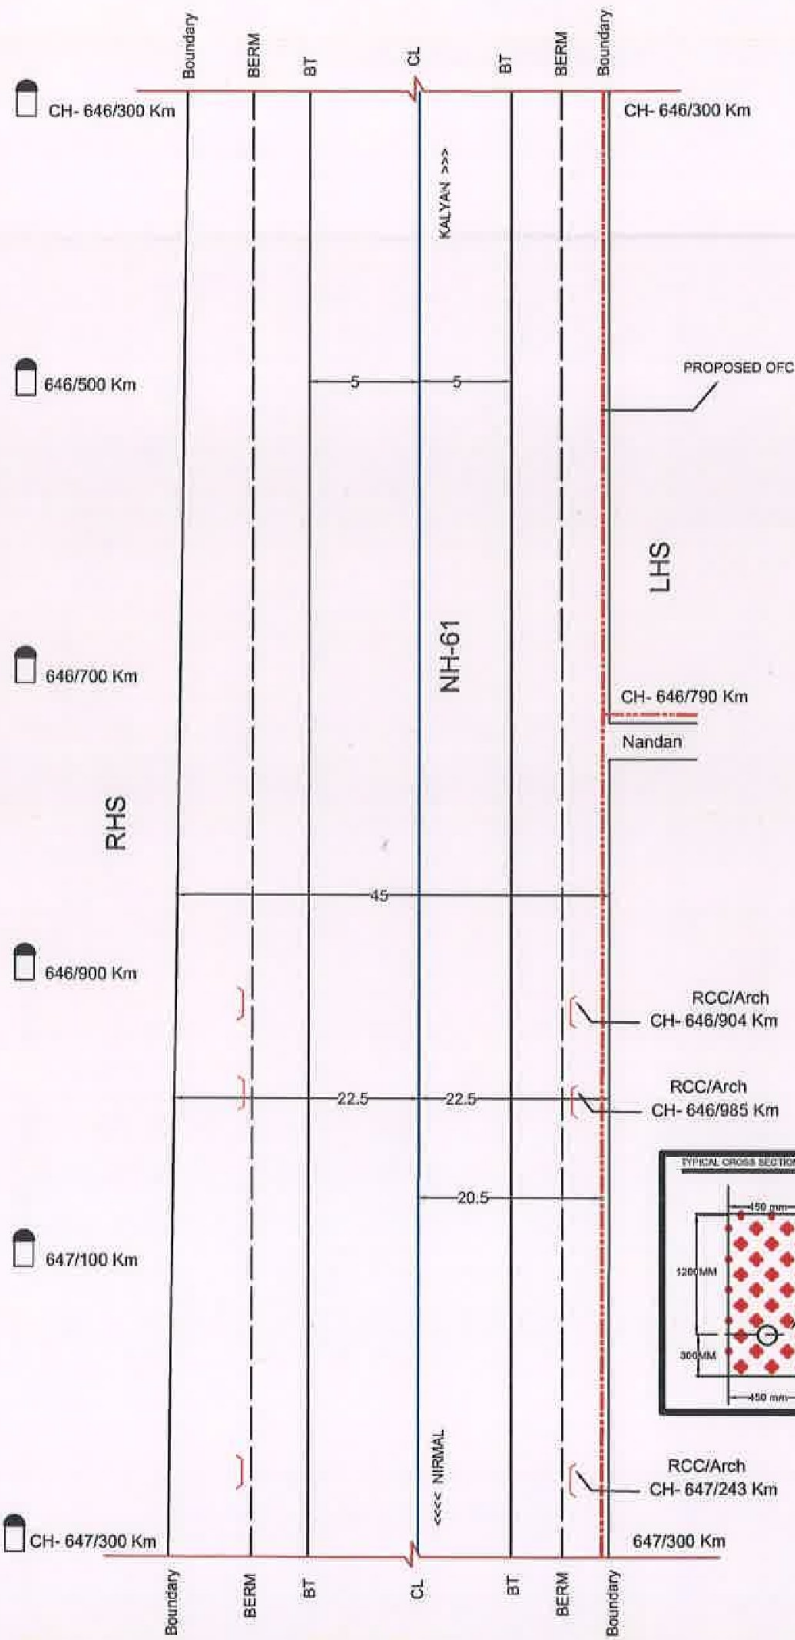 Boundary
BERM
BT
CL
BT
BERM
Boundary
CH- 646/300 Km
CH- 646/300 Km
KALYAN >>>
646/500 Km
5
5
PROPOSED OFC
LHS
NH-61
646/700 Km
CH- 646/790 Km
Nandan
RHS
45
646/900 Km
RCC/Arch
CH- 646/904 Km
RCC/Arch
CH- 646/985 Km
22.5
22.5
TYPICAL CROSS SECTION
20.5
450 mm
647/100 Km
1200MM
300MM
450 mm
<<<< NIRMAL
RCC/Arch
CH- 647/243 Km
CH- 647/300 Km
647/300 Km
Boundary
BERM
BT
CL
BT
BERM
Boundary